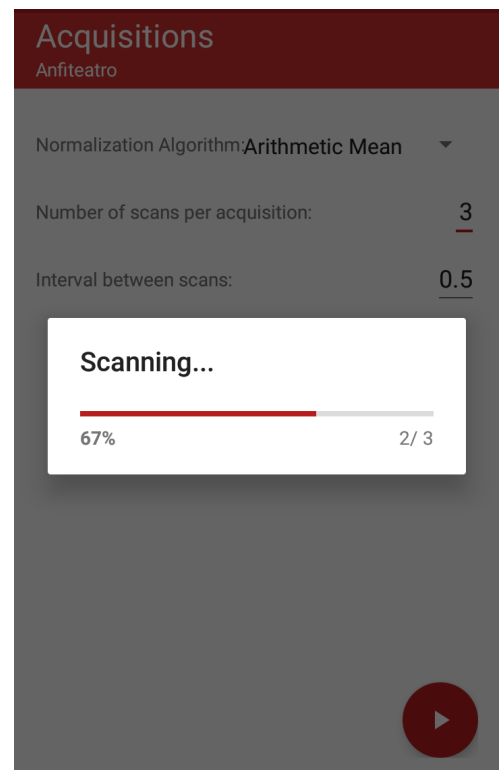 Acquisitions
Anfiteatro
Normalization Algorithm:Arithmetic Mean
Number of scans per acquisition: 3
Interval between scans: 0.5
Scanning...
67% 2/ 3